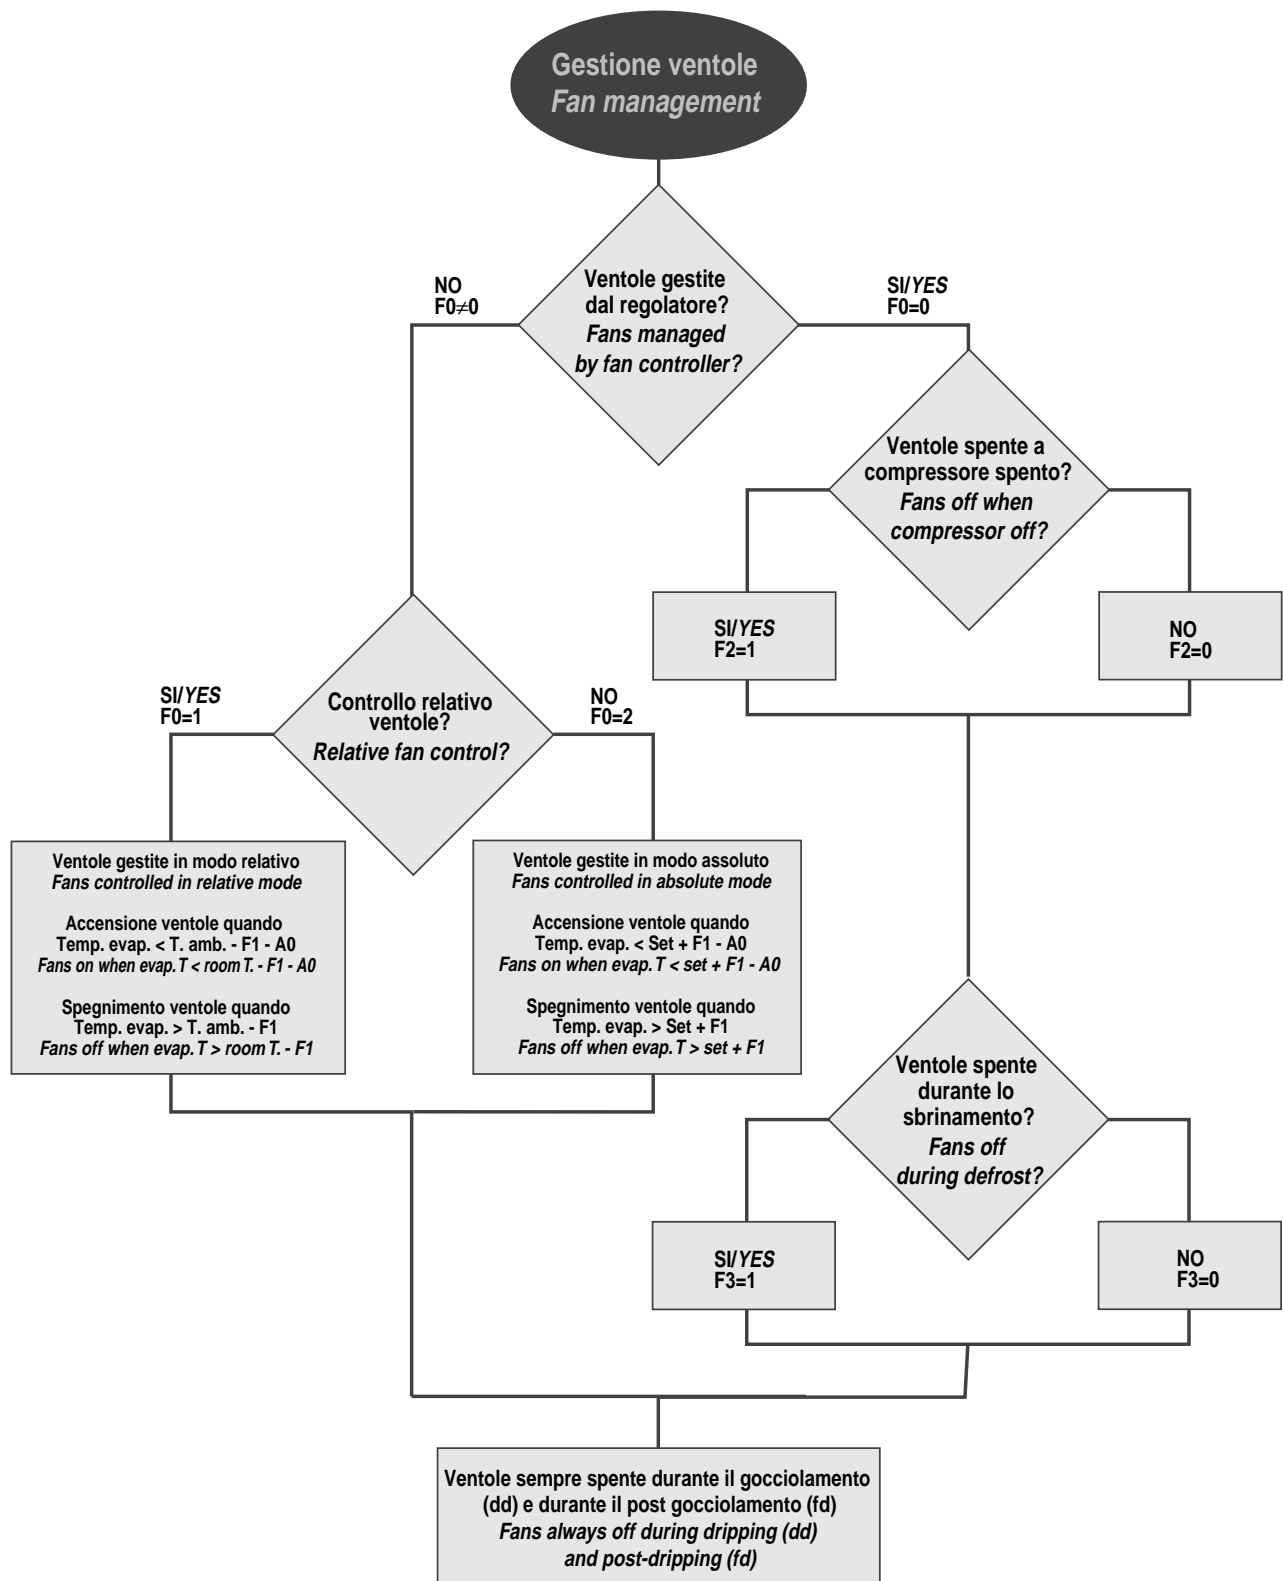 Gestione ventole
Fan management
NO
F0≠0
Ventole gestite
dal regolatore?
Fans managed
by fan controller?
SI/YES
F0=0
Ventole spente a
compressore spento?
Fans off when
compressor off?
SI/YES
F2=1
NO
F2=0
SI/YES
F0=1
Controllo relativo
ventole?
Relative fan control?
NO
F0=2
Ventole gestite in modo relativo
Fans controlled in relative mode
Accensione ventole quando
Temp. evap. < T. amb. - F1 - A0
Fans on when evap. T < room T. - F1 - A0
Spegnimento ventole quando
Temp. evap. > T. amb. - F1
Fans off when evap. T > room T. - F1
Ventole gestite in modo assoluto
Fans controlled in absolute mode
Accensione ventole quando
Temp. evap. < Set + F1 - A0
Fans on when evap. T < set + F1 - A0
Spegnimento ventole quando
Temp. evap. > Set + F1
Fans off when evap. T > set + F1
Ventole spente
durante lo
sbrinamento?
Fans off
during defrost?
SI/YES
F3=1
NO
F3=0
Ventole sempre spente durante il gocciolamento
(dd) e durante il post gocciolamento (fd)
Fans always off during dripping (dd)
and post-dripping (fd)